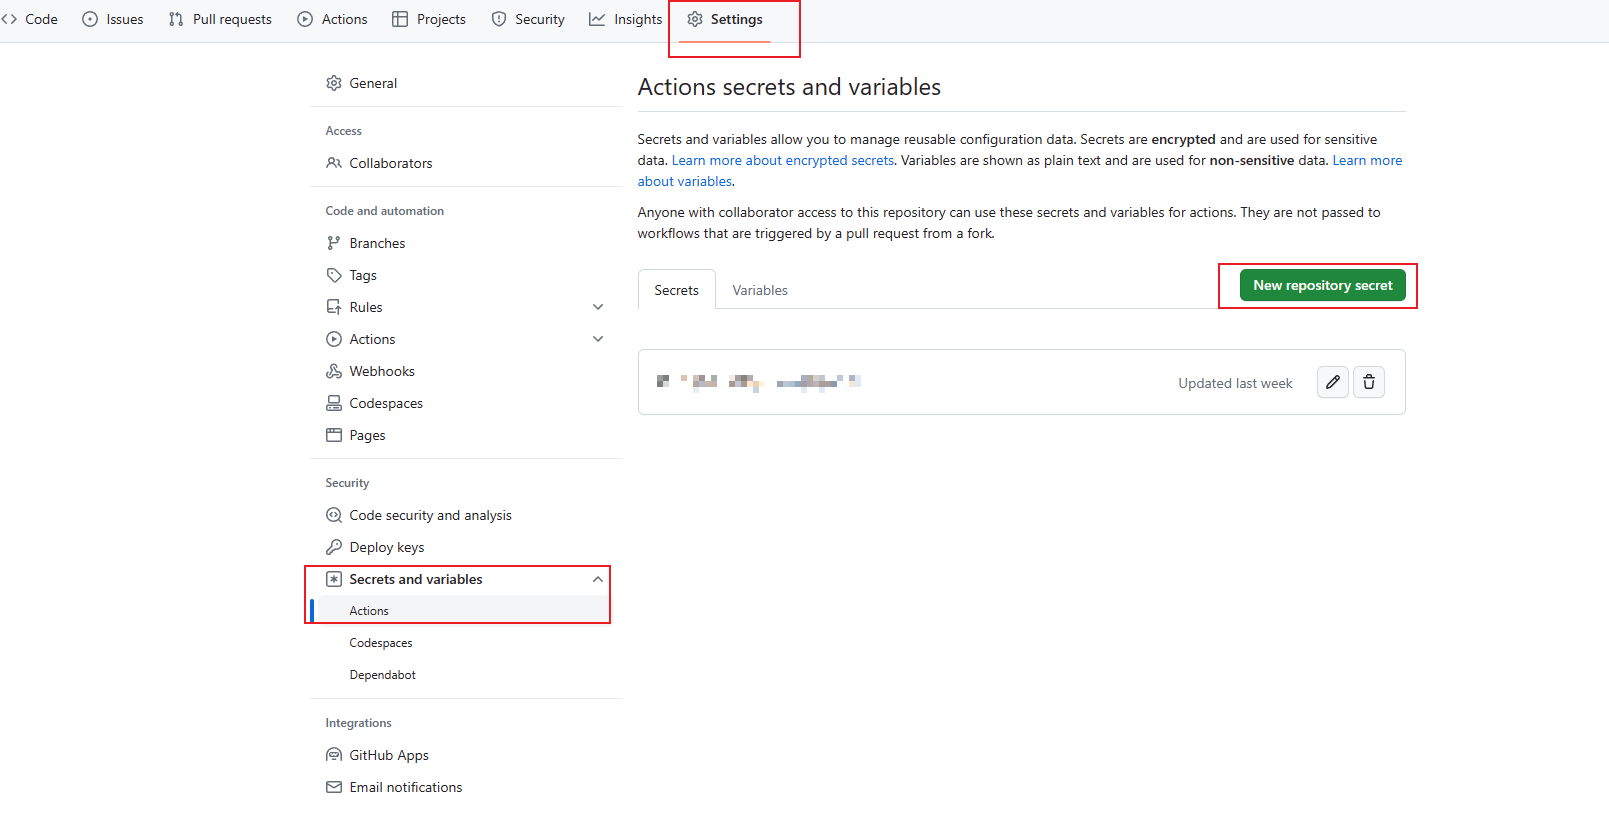 Code Issues Pull requests Actions Projects Security Insights Settings
General
Access
Collaborators
Code and automation
Branches
Tags
Rules
Actions
Webhooks
Codespaces
Pages
Security
Code security and analysis
Deploy keys
Secrets and variables
Actions
Codespaces
Dependabot
Integrations
GitHub Apps
Email notifications
Actions secrets and variables
Secrets and variables allow you to manage reusable configuration data. Secrets are encrypted and are used for sensitive
data. Learn more about encrypted secrets. Variables are shown as plain text and are used for non-sensitive data. Learn more
about variables.
Anyone with collaborator access to this repository can use these secrets and variables for actions. They are not passed to
workflows that are triggered by a pull request from a fork.
Secrets Variables New repository secret
Updated last week